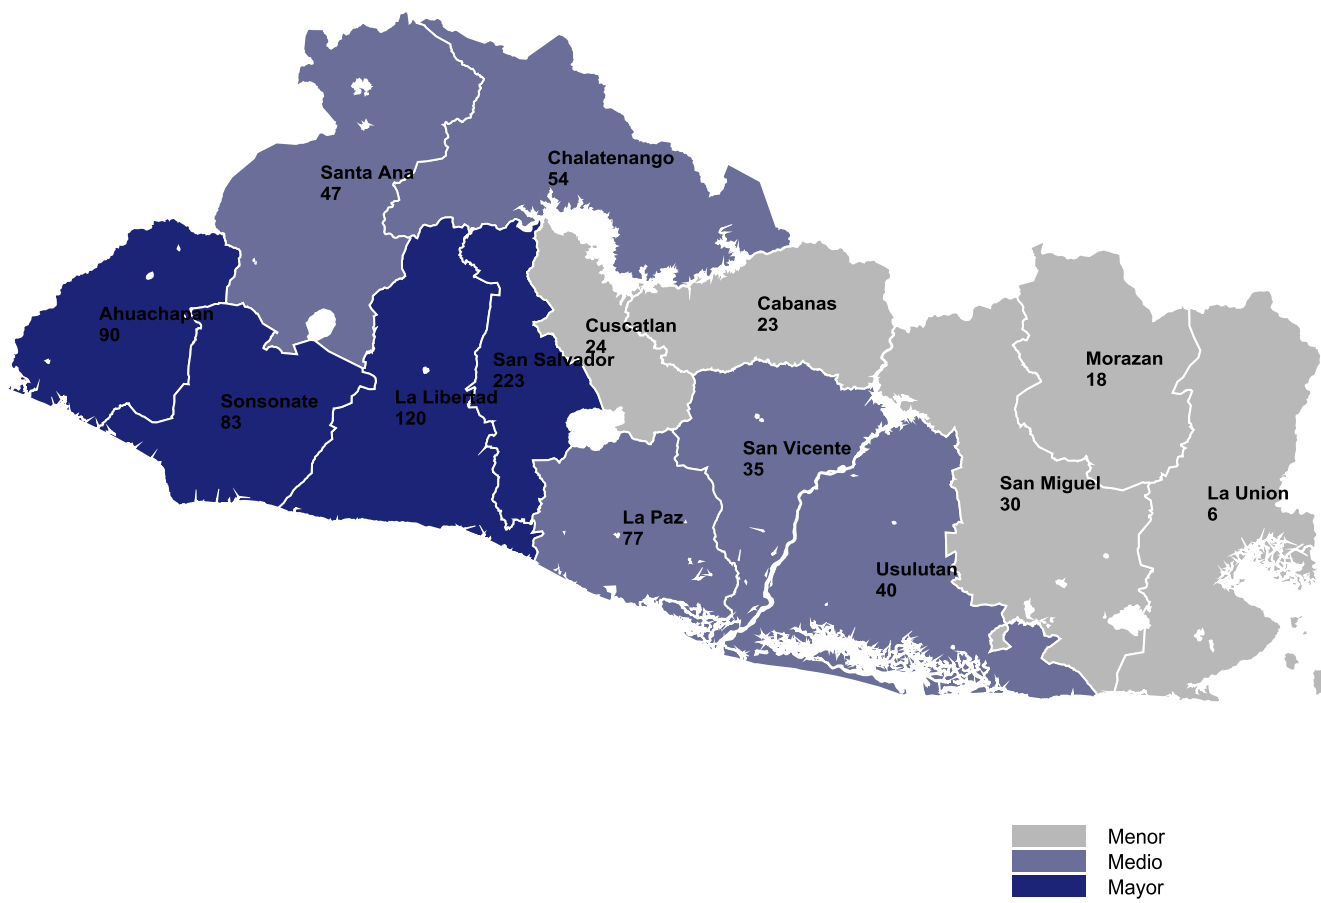 Chalatenango
54
Santa Ana
47
Cabanas
23
Ahuachapan
90
Cuscatlan
24
San Salvador
223
Morazan
18
La Libertad
120
Sonsonate
83
San Vicente
35
San Miguel
30
La Union
6
La Paz
77
Usulutan
40
Menor
Medio
Mayor